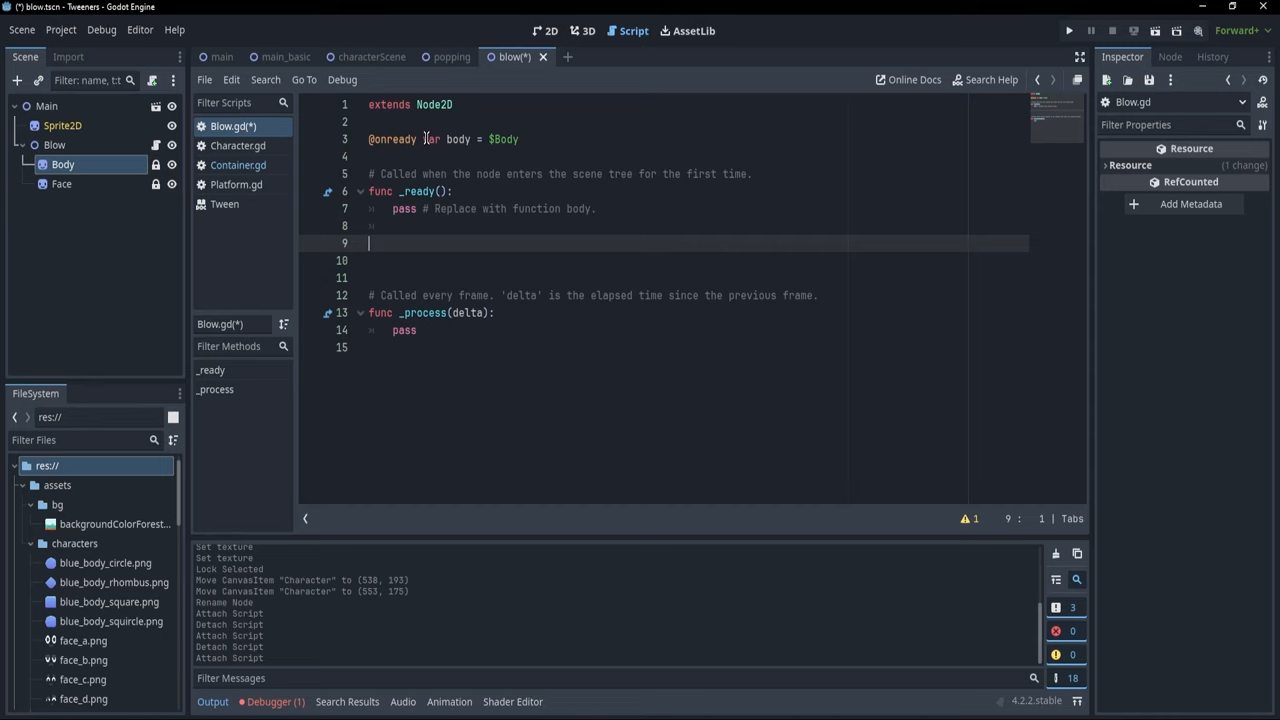 (*) blow.tscn - Tweeners - Godot Engine
Scene Project Debug Editor Help
2D 3D Script AssetLib
Forward+
Scene Import
main main_basic characterScene popping blow(*)
Inspector Node History
Filter: name, t:t
File Edit Search Go To Debug
Online Docs Search Help
Main
Sprite2D
Blow
Body
Face
Filter Scripts
Blow.gd(*)
Character.gd
Container.gd
Platform.gd
Tween
Blow.gd(*)
Filter Methods
_ready
_process
1 extends Node2D
2
3 @onready var body = $Body
4
5 # Called when the node enters the scene tree for the first time.
6 func _ready():
7 pass # Replace with function body.
8
9
10
11
12 # Called every frame. 'delta' is the elapsed time since the previous frame.
13 func _process(delta):
14 pass
15
1 9 : 1 | Tabs
Blow.gd
Filter Properties
Resource
Resource (1 change)
RefCounted
Add Metadata
FileSystem
res://
Filter Files
res://
assets
bg
backgroundColorForest...
characters
blue_body_circle.png
blue_body_rhombus.png
blue_body_square.png
blue_body_squircle.png
face_a.png
face_b.png
face_c.png
face_d.png
Set texture
Set texture
Lock Selected
Move CanvasItem "Character" to (538, 193)
Move CanvasItem "Character" to (553, 175)
Rename Node
Attach Script
Detach Script
Attach Script
Detach Script
Attach Script
3
0
0
18
Filter Messages
Output Debugger (1) Search Results Audio Animation Shader Editor
4.2.2.stable